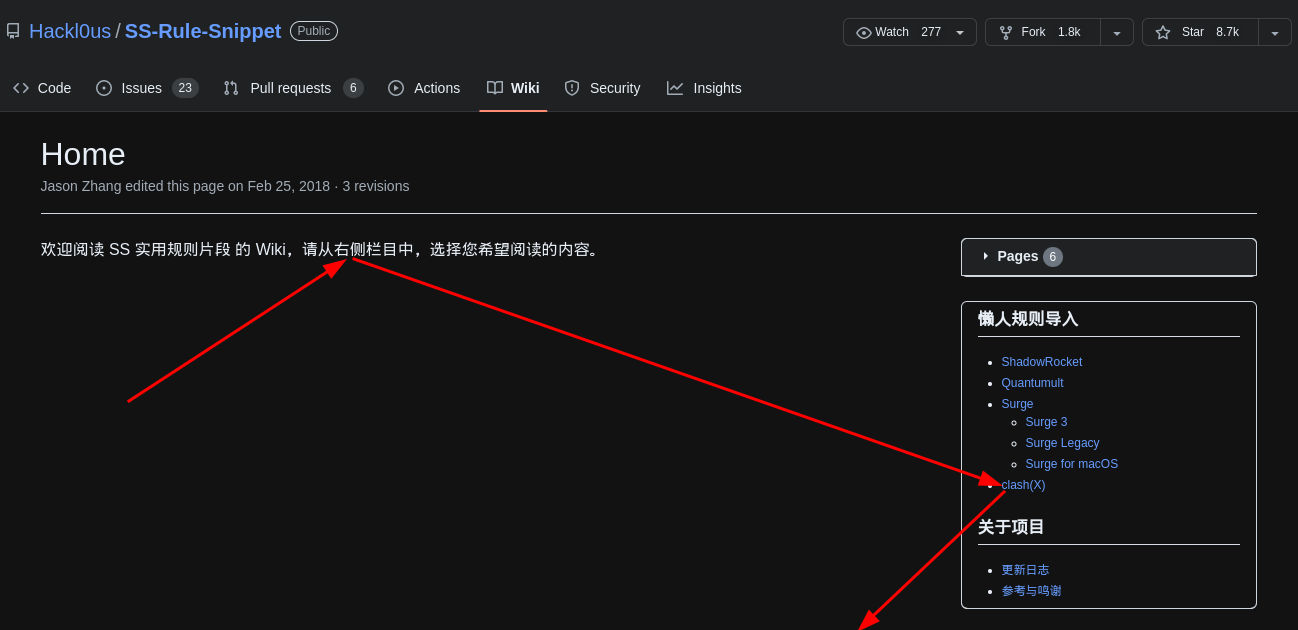 Hackl0us / SS-Rule-Snippet Public
Watch 277
Fork 1.8k
Star 8.7k
Code
Issues 23
Pull requests 6
Actions
Wiki
Security
Insights
Home
Jason Zhang edited this page on Feb 25, 2018 · 3 revisions
欢迎阅读 SS 实用规则片段 的 Wiki，请从右侧栏目中，选择您希望阅读的内容。
Pages 6
懒人规则导入
ShadowRocket
Quantumult
Surge
Surge 3
Surge Legacy
Surge for macOS
clash(X)
关于项目
更新日志
参考与鸣谢